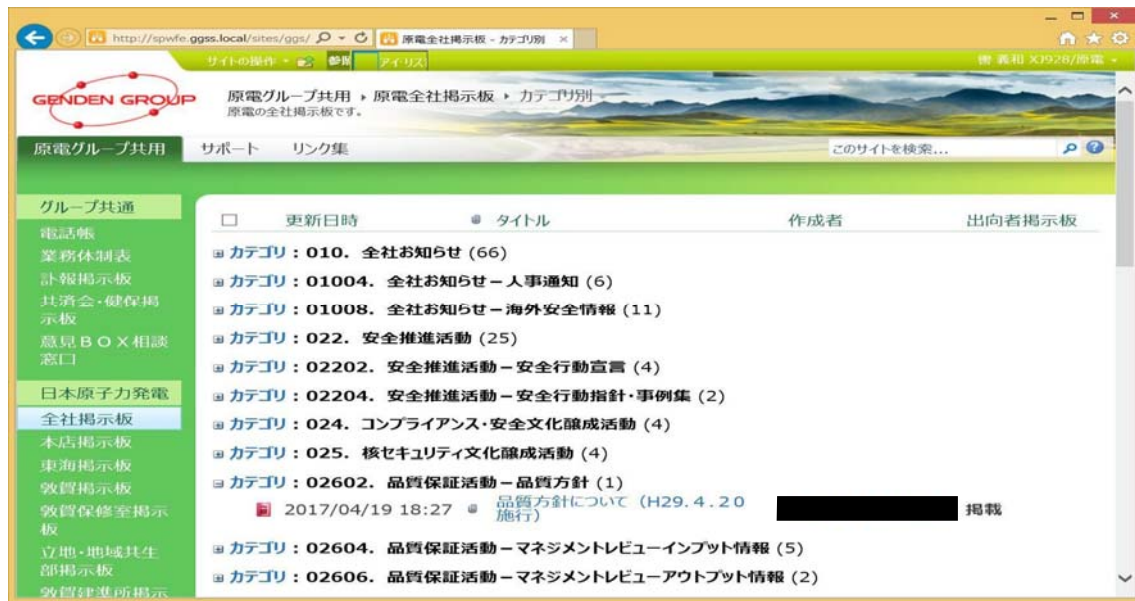 http://spwfe.ggss.local/sites/ggs/
原電全社掲示板 - カテゴリ別
サイトの操作
アイリス
XJ928/原電
GENDEN GROUP
原電グループ共用 ▸ 原電全社掲示板 ▸ カテゴリ別
原電の全社掲示板です。
原電グループ共用 サポート リンク集
このサイトを検索...
グループ共通
電話帳
業務体制表
訃報掲示板
共済会・健保掲
示板
意見BOX相談
窓口
日本原子力発電
全社掲示板
本店掲示板
東海掲示板
敦賀掲示板
敦賀保修室掲示
板
立地・地域共生
部掲示板
敦賀建進所掲示
更新日時 タイトル 作成者 出向者掲示板
カテゴリ：010．全社お知らせ (66)
カテゴリ：01004．全社お知らせ－人事通知 (6)
カテゴリ：01008．全社お知らせ－海外安全情報 (11)
カテゴリ：022．安全推進活動 (25)
カテゴリ：02202．安全推進活動－安全行動宣言 (4)
カテゴリ：02204．安全推進活動－安全行動指針・事例集 (2)
カテゴリ：024．コンプライアンス・安全文化醸成活動 (4)
カテゴリ：025．核セキュリティ文化醸成活動 (4)
カテゴリ：02602．品質保証活動－品質方針 (1)
2017/04/19 18:27 品質方針について（H29．4．20
施行） 掲載
カテゴリ：02604．品質保証活動－マネジメントレビューインプット情報 (5)
カテゴリ：02606．品質保証活動－マネジメントレビューアウトプット情報 (2)